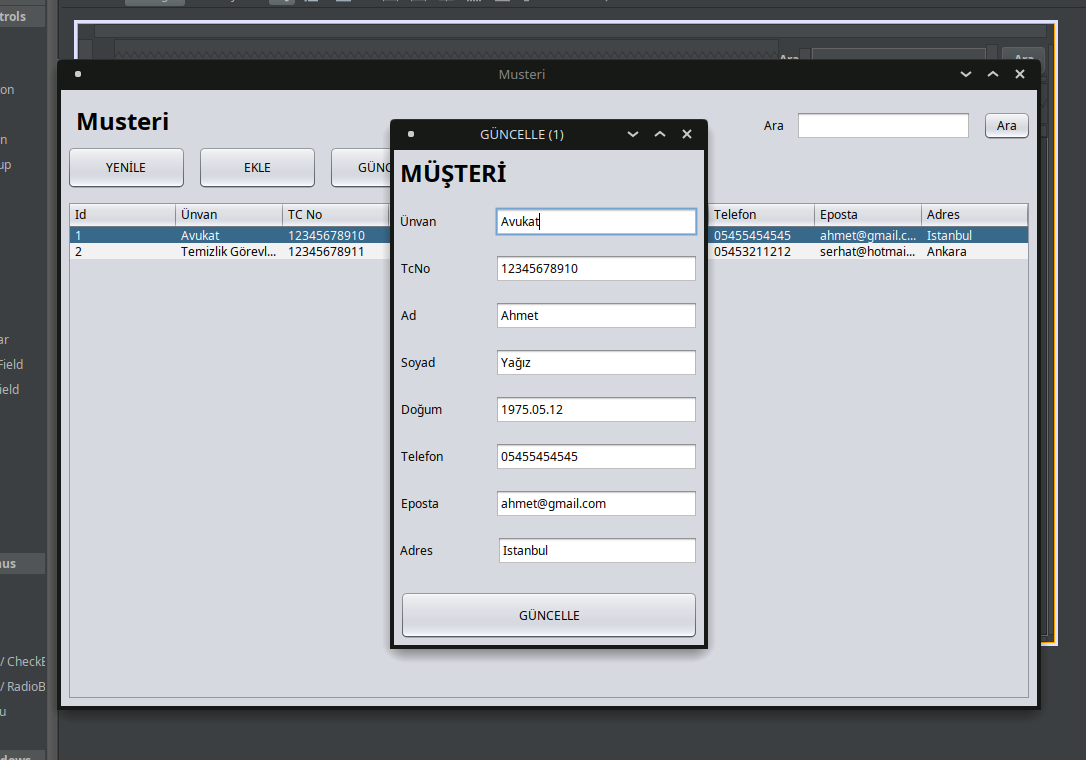 trols
Ara
Ara
Musteri
on
Musteri
Ara
Ara
n
up
YENİLE
EKLE
GÜNC
Id
Ünvan
TC No
Telefon
Eposta
Adres
1
Avukat
12345678910
05455454545
ahmet@gmail.c...
Istanbul
2
Temizlik Görevl...
12345678911
05453211212
serhat@hotmai...
Ankara
GÜNCELLE (1)
MÜŞTERİ
Ünvan
Avukat
TcNo
12345678910
Ad
Ahmet
Soyad
Yağız
Doğum
1975.05.12
Telefon
05455454545
Eposta
ahmet@gmail.com
Adres
Istanbul
GÜNCELLE
ar
Field
ield
nus
/ CheckB
/ RadioB
u
dows